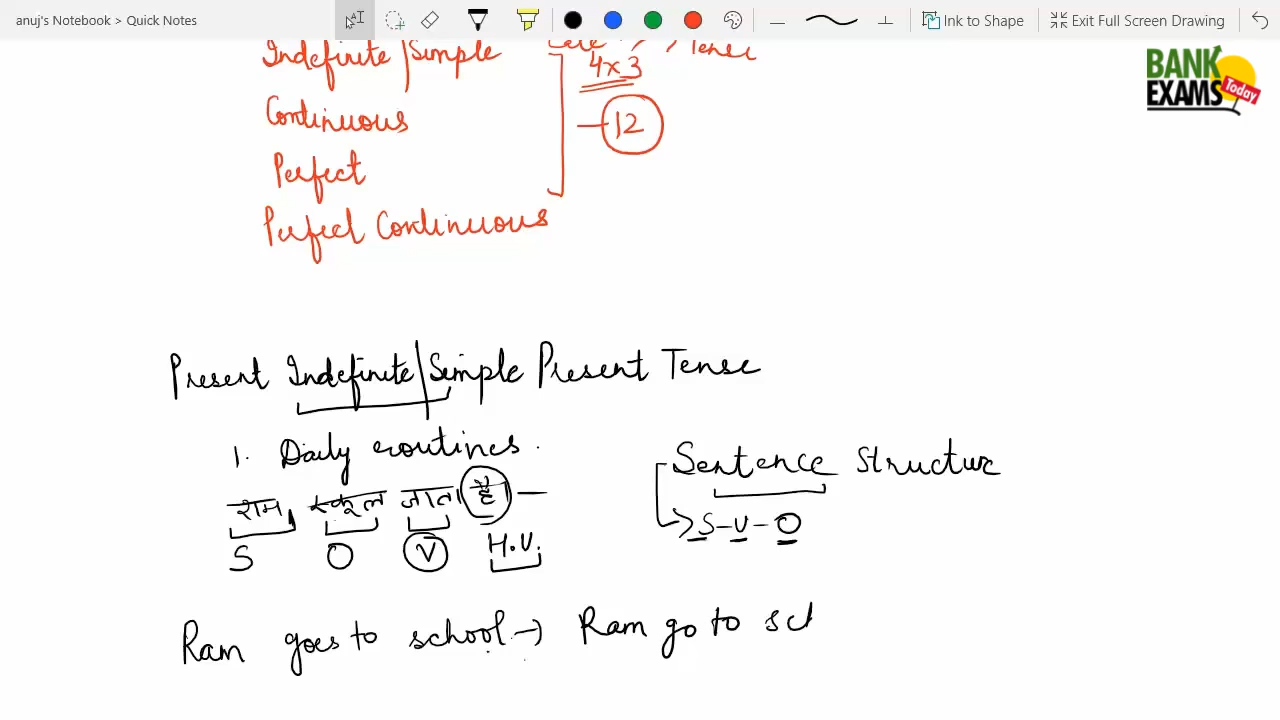 anuj's Notebook > Quick Notes
Ink to Shape
Exit Full Screen Drawing
BANK
EXAMS
Today
Indefinite/Simple
Tense
4x3
Continuous
12
Perfect
Perfect Continuous
Present Indefinite/Simple Present Tense
1. Daily routines.
Sentence Structure
राम स्कूल जाता है —
→ S-V-O
S O V H.V.
Ram goes to school → Ram go to sc